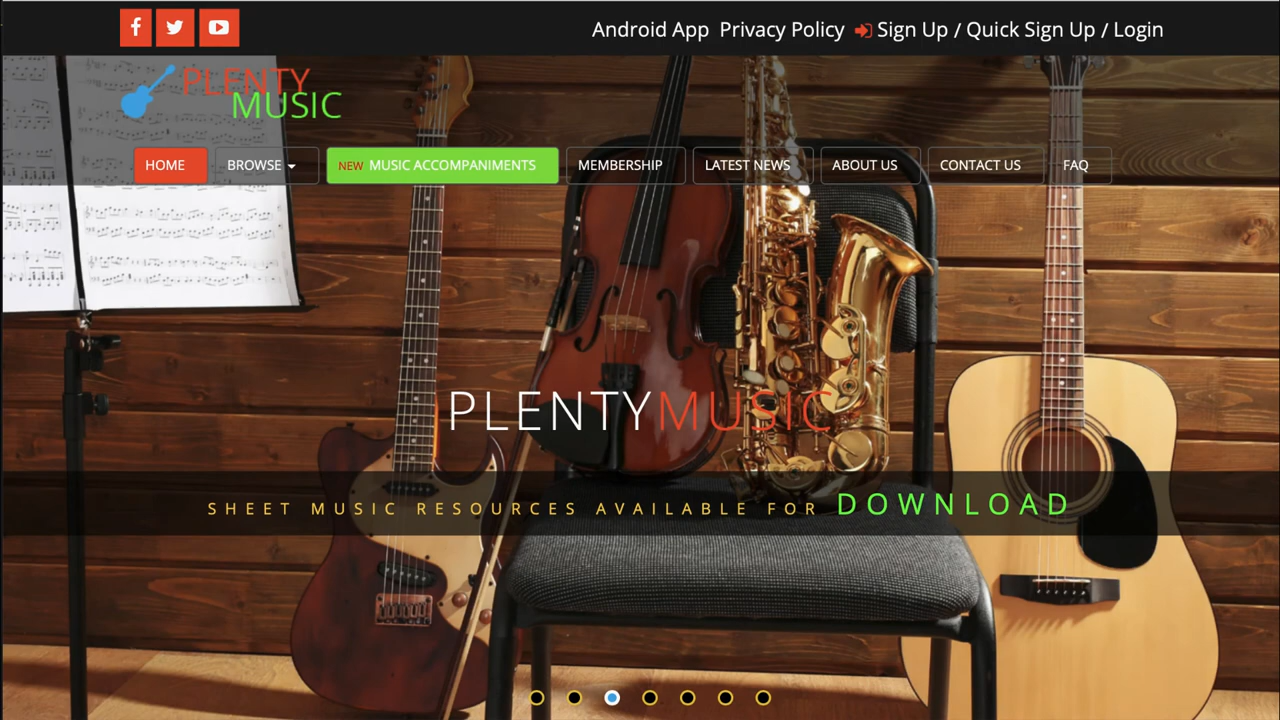 Android App Privacy Policy Sign Up / Quick Sign Up / Login
PLENTY
MUSIC
HOME BROWSE NEW MUSIC ACCOMPANIMENTS MEMBERSHIP LATEST NEWS ABOUT US CONTACT US FAQ
PLENTYMUSIC
SHEET MUSIC RESOURCES AVAILABLE FOR DOWNLOAD